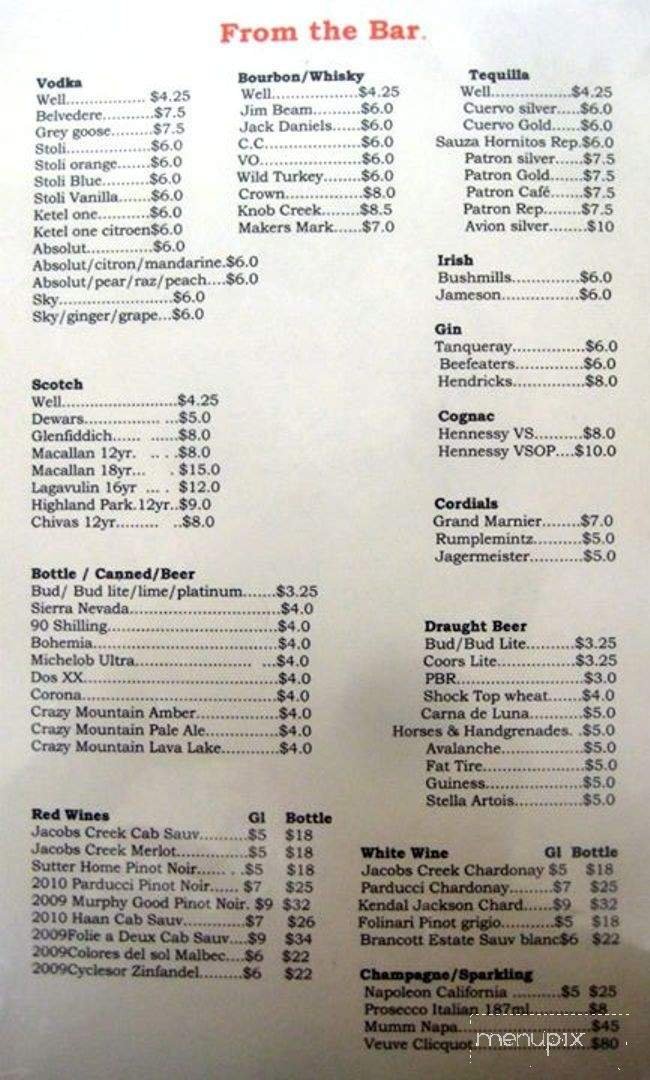 From the Bar.
Vodka
Well................... $4.25
Belvedere..........$7.5
Grey goose.........$7.5
Stoli....................$6.0
Stoli orange.......$6.0
Stoli Blue...........$6.0
Stoli Vanilla.......$6.0
Ketel one............$6.0
Ketel one citroen$6.0
Absolut...............$6.0
Absolut/citron/mandarine.$6.0
Absolut/pear/raz/peach....$6.0
Sky..........................$6.0
Sky/ginger/grape...$6.0
Bourbon/Whisky
Well.....................$4.25
Jim Beam...........$6.0
Jack Daniels......$6.0
C.C......................$6.0
VO.......................$6.0
Wild Turkey.......$6.0
Crown.................$8.0
Knob Creek........$8.5
Makers Mark......$7.0
Tequilla
Well...................$4.25
Cuervo silver.....$6.0
Cuervo Gold......$6.0
Sauza Hornitos Rep.$6.0
Patron silver......$7.5
Patron Gold.......$7.5
Patron Café.......$7.5
Patron Rep........$7.5
Avion silver........$10
Irish
Bushmills...............$6.0
Jameson................$6.0
Gin
Tanqueray................$6.0
Beefeaters...............$6.0
Hendricks................$8.0
Scotch
Well..........................$4.25
Dewars ................. ...$5.0
Glenfiddich...... ......$8.0
Macallan 12yr. .. . .$8.0
Macallan 18yr... . $15.0
Lagavulin 16yr ... . $12.0
Highland Park.12yr..$9.0
Chivas 12yr......... ..$8.0
Cognac
Hennessy VS...........$8.0
Hennessy VSOP....$10.0
Cordials
Grand Marnier........$7.0
Rumplemintz...........$5.0
Jagermeister............$5.0
Bottle / Canned/Beer
Bud/ Bud lite/lime/platinum.......$3.25
Sierra Nevada..................................$4.0
90 Shilling......................................$4.0
Bohemia..........................................$4.0
Michelob Ultra.......................... ...$4.0
Dos XX............................................$4.0
Corona............................................$4.0
Crazy Mountain Amber..................$4.0
Crazy Mountain Pale Ale................$4.0
Crazy Mountain Lava Lake............$4.0
Draught Beer
Bud/Bud Lite...........$3.25
Coors Lite.................$3.25
PBR............................$3.0
Shock Top wheat.......$4.0
Carna de Luna............$5.0
Horses & Handgrenades. .$5.0
Avalanche..................$5.0
Fat Tire......................$5.0
Guiness......................$5.0
Stella Artois...............$5.0
Red Wines Gl Bottle
Jacobs Creek Cab Sauv..........$5 $18
Jacobs Creek Merlot...............$5 $18
Sutter Home Pinot Noir...... . .$5 $18
2010 Parducci Pinot Noir...... $7 $25
2009 Murphy Good Pinot Noir. $9 $32
2010 Haan Cab Sauv..............$7 $26
2009Folie a Deux Cab Sauv....$9 $34
2009Colores del sol Malbec....$6 $22
2009Cyclesor Zinfandel.........$6 $22
White Wine Gl Bottle
Jacobs Creek Chardonay $5 $18
Parducci Chardonay..........$7 $25
Kendal Jackson Chard......$9 $32
Folinari Pinot grigio............$5 $18
Brancott Estate Sauv blanc$6 $22
Champagne/Sparkling
Napoleon California ..........$5 $25
Prosecco Italian 187ml..............$8
Mumm Napa..............................$45
Veuve Clicquot..........................$80
menupix